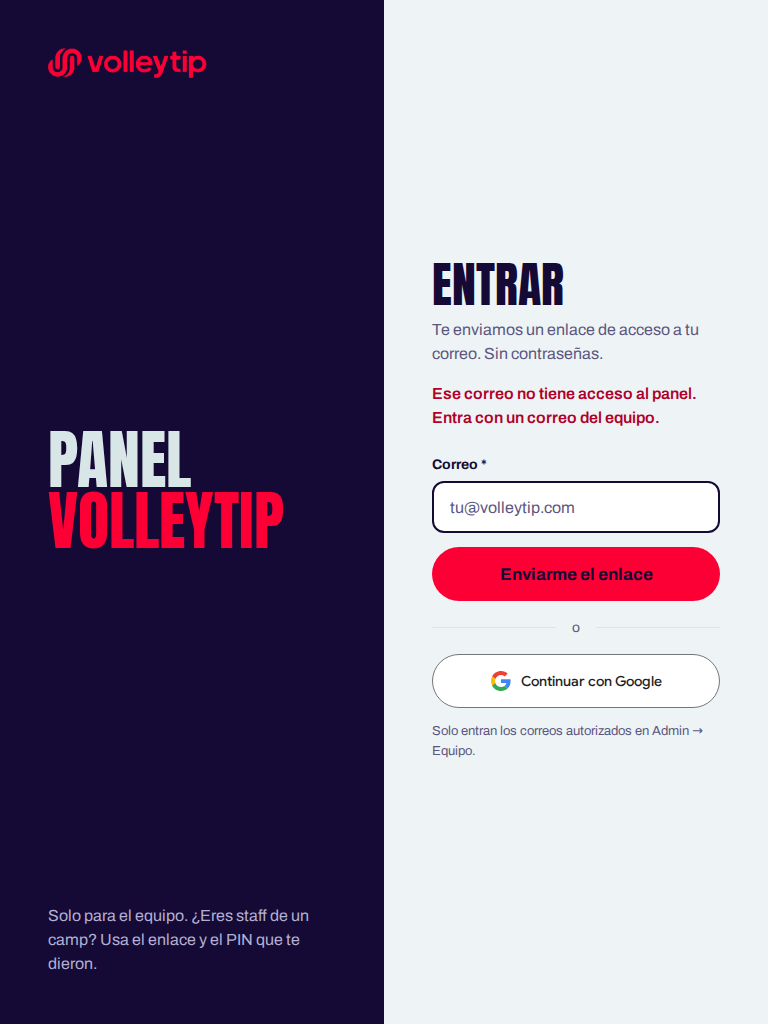 volleytip
PANEL
VOLLEYTIP
Solo para el equipo. ¿Eres staff de un
camp? Usa el enlace y el PIN que te
dieron.
ENTRAR
Te enviamos un enlace de acceso a tu
correo. Sin contraseñas.
Ese correo no tiene acceso al panel.
Entra con un correo del equipo.
Correo *
tu@volleytip.com
Enviarme el enlace
o
Continuar con Google
Solo entran los correos autorizados en Admin →
Equipo.